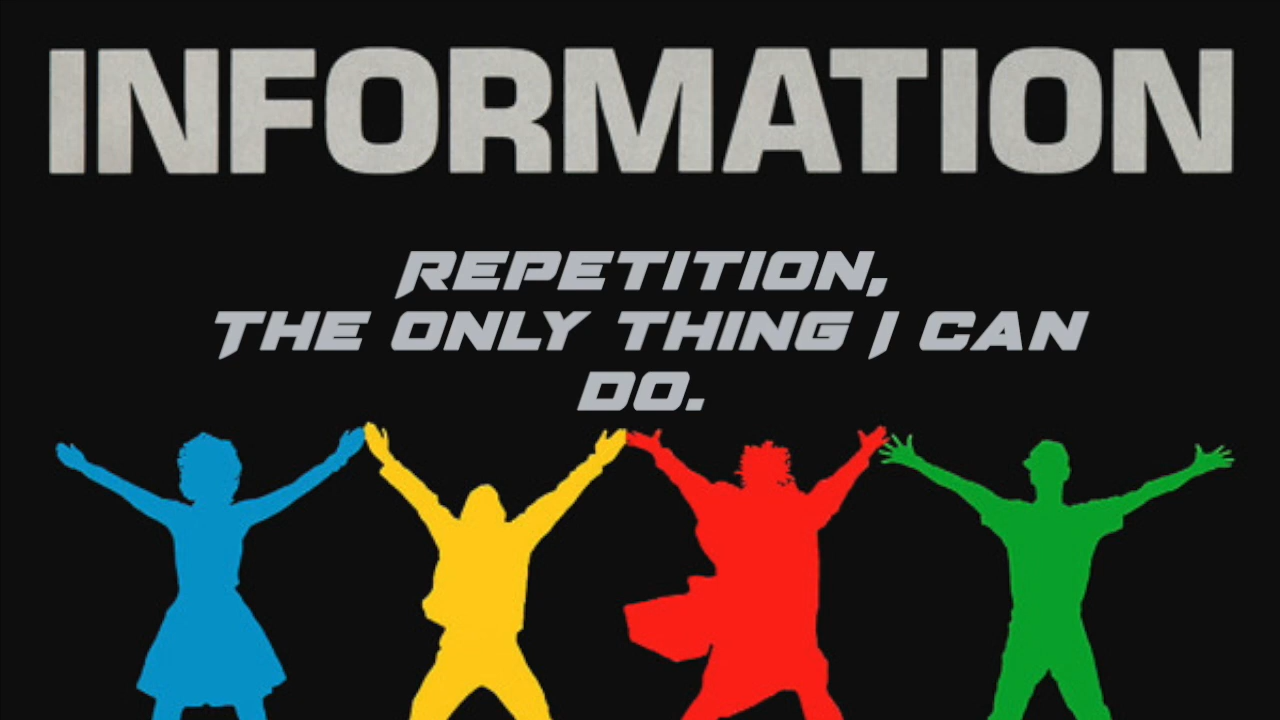 INFORMATION
REPETITION,
THE ONLY THING I CAN
DO.